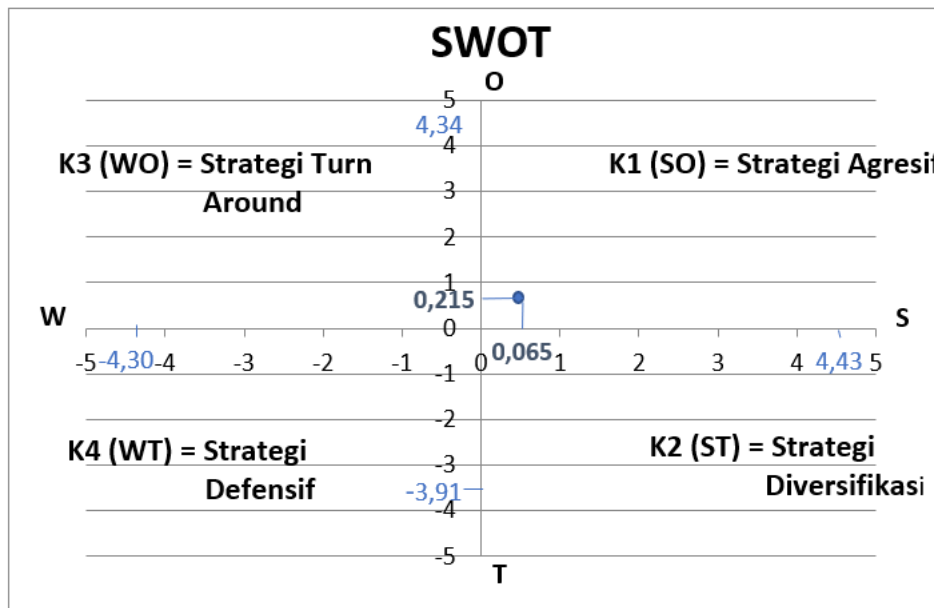 SWOT
O
5
4,34
4
K3 (WO) = Strategi Turn
Around
K1 (SO) = Strategi Agresif
3
2
1
0,215
W
0
S
-5 -4,30 -4 -3 -2 -1 0 0,065 1 2 3 4 4,43 5
-1
-2
K4 (WT) = Strategi
Defensif
K2 (ST) = Strategi
Diversifikasi
-3
-3,91
-4
-5
T